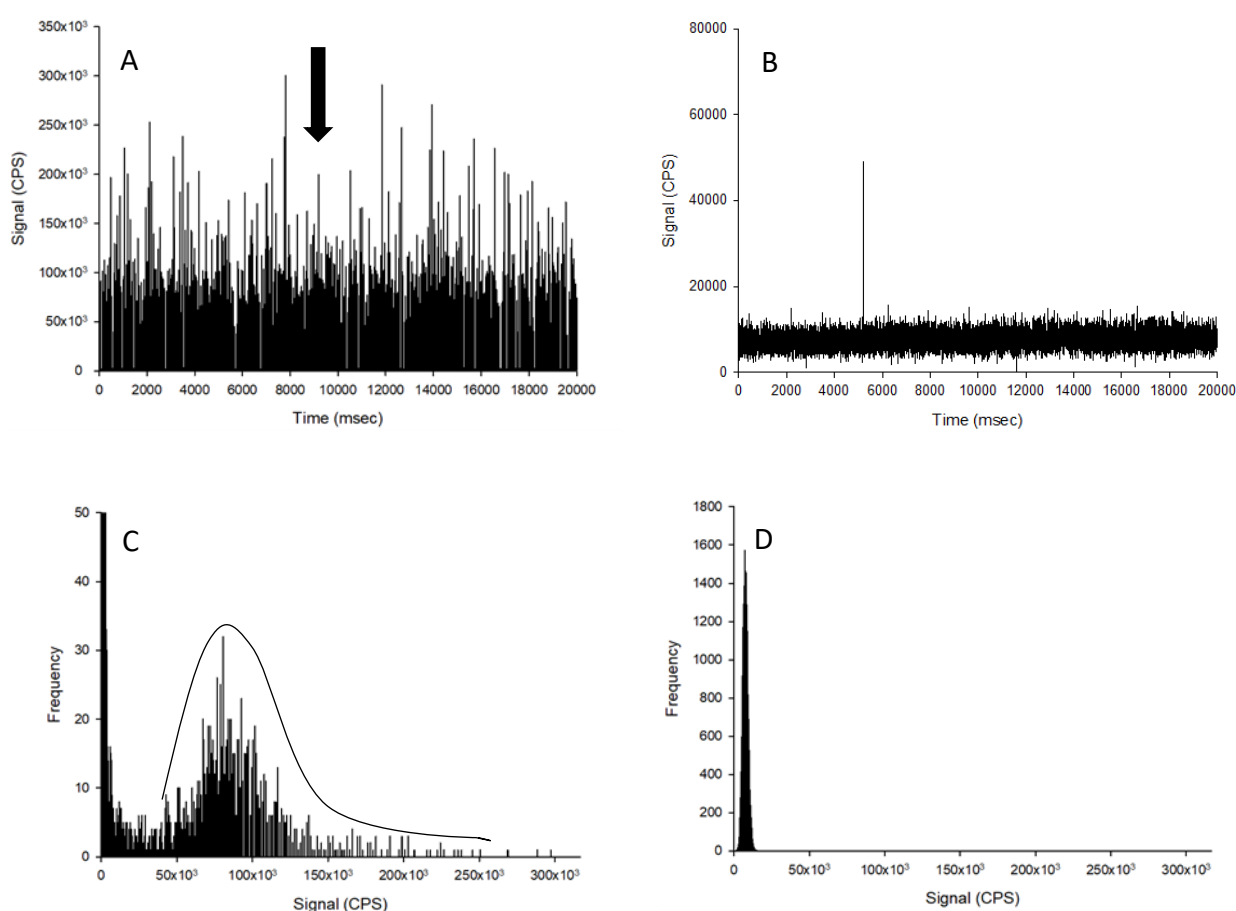 A
350x10³
300x10³
250x10³
200x10³
150x10³
100x10³
50x10³
0
Signal (CPS)
0 2000 4000 6000 8000 10000 12000 14000 16000 18000 20000
Time (msec)
B
80000
60000
40000
20000
0
Signal (CPS)
0 2000 4000 6000 8000 10000 12000 14000 16000 18000 20000
Time (msec)
C
50
40
30
20
10
0
Frequency
0 50x10³ 100x10³ 150x10³ 200x10³ 250x10³ 300x10³
Signal (CPS)
D
1800
1600
1400
1200
1000
800
600
400
200
0
Frequency
0 50x10³ 100x10³ 150x10³ 200x10³ 250x10³ 300x10³
Signal (CPS)